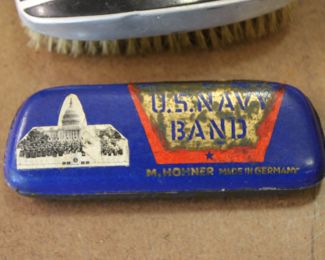 U.S. NAVY
BAND
M. HOHNER MADE IN GERMANY